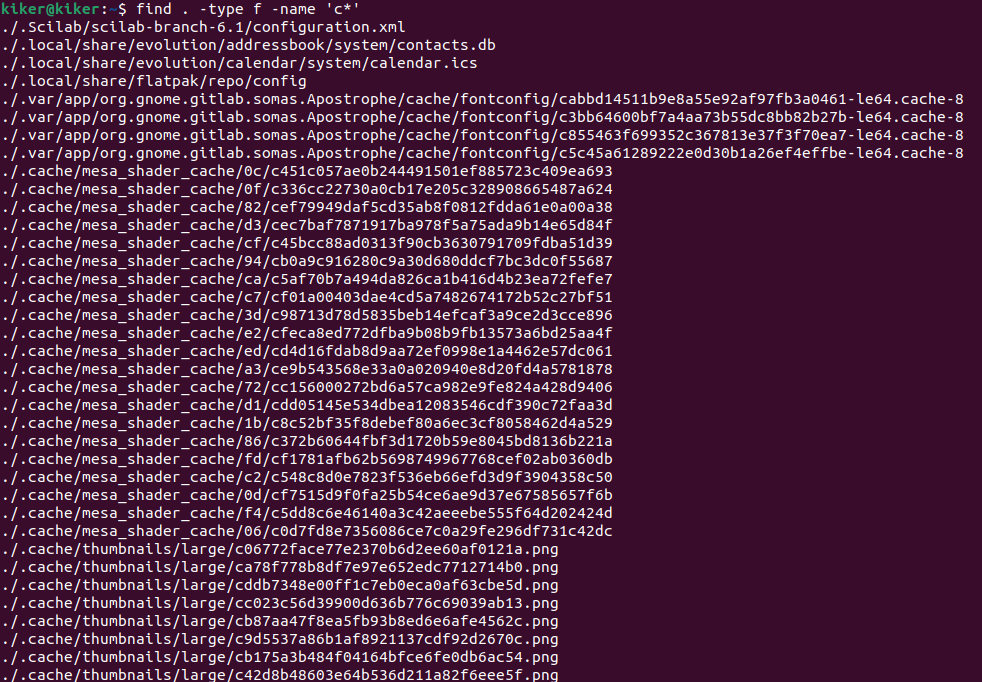 kiker@kiker:~$ find . -type f -name 'c*'
./.Scilab/scilab-branch-6.1/configuration.xml
./.local/share/evolution/addressbook/system/contacts.db
./.local/share/evolution/calendar/system/calendar.ics
./.local/share/flatpak/repo/config
./.var/app/org.gnome.gitlab.somas.Apostrophe/cache/fontconfig/cabbd14511b9e8a55e92af97fb3a0461-le64.cache-8
./.var/app/org.gnome.gitlab.somas.Apostrophe/cache/fontconfig/c3bb64600bf7a4aa73b55dc8bb82b27b-le64.cache-8
./.var/app/org.gnome.gitlab.somas.Apostrophe/cache/fontconfig/c855463f699352c367813e37f3f70ea7-le64.cache-8
./.var/app/org.gnome.gitlab.somas.Apostrophe/cache/fontconfig/c5c45a61289222e0d30b1a26ef4effbe-le64.cache-8
./.cache/mesa_shader_cache/0c/c451c057ae0b244491501ef885723c409ea693
./.cache/mesa_shader_cache/0f/c336cc22730a0cb17e205c328908665487a624
./.cache/mesa_shader_cache/82/cef79949daf5cd35ab8f0812fdda61e0a00a38
./.cache/mesa_shader_cache/d3/cec7baf7871917ba978f5a75ada9b14e65d84f
./.cache/mesa_shader_cache/cf/c45bcc88ad0313f90cb3630791709fdba51d39
./.cache/mesa_shader_cache/94/cb0a9c916280c9a30d680ddcf7bc3dc0f55687
./.cache/mesa_shader_cache/ca/c5af70b7a494da826ca1b416d4b23ea72fefe7
./.cache/mesa_shader_cache/c7/cf01a00403dae4cd5a7482674172b52c27bf51
./.cache/mesa_shader_cache/3d/c98713d78d5835beb14efcaf3a9ce2d3cce896
./.cache/mesa_shader_cache/e2/cfeca8ed772dfba9b08b9fb13573a6bd25aa4f
./.cache/mesa_shader_cache/ed/cd4d16fdab8d9aa72ef0998e1a4462e57dc061
./.cache/mesa_shader_cache/a3/ce9b543568e33a0a020940e8d20fd4a5781878
./.cache/mesa_shader_cache/72/cc156000272bd6a57ca982e9fe824a428d9406
./.cache/mesa_shader_cache/d1/cdd05145e534dbea12083546cdf390c72faa3d
./.cache/mesa_shader_cache/1b/c8c52bf35f8debef80a6ec3cf8058462d4a529
./.cache/mesa_shader_cache/86/c372b60644fbf3d1720b59e8045bd8136b221a
./.cache/mesa_shader_cache/fd/cf1781afb62b5698749967768cef02ab0360db
./.cache/mesa_shader_cache/c2/c548c8d0e7823f536eb66efd3d9f3904358c50
./.cache/mesa_shader_cache/0d/cf7515d9f0fa25b54ce6ae9d37e67585657f6b
./.cache/mesa_shader_cache/f4/c5dd8c6e46140a3c42aeeebe555f64d202424d
./.cache/mesa_shader_cache/06/c0d7fd8e7356086ce7c0a29fe296df731c42dc
./.cache/thumbnails/large/c06772face77e2370b6d2ee60af0121a.png
./.cache/thumbnails/large/ca78f778b8df7e97e652edc7712714b0.png
./.cache/thumbnails/large/cddb7348e00ff1c7eb0eca0af63cbe5d.png
./.cache/thumbnails/large/cc023c56d39900d636b776c69039ab13.png
./.cache/thumbnails/large/cb87aa47f8ea5fb93b8ed6e6afe4562c.png
./.cache/thumbnails/large/c9d5537a86b1af8921137cdf92d2670c.png
./.cache/thumbnails/large/cb175a3b484f04164bfce6fe0db6ac54.png
./.cache/thumbnails/large/c42d8b48603e64b536d211a82f6eee5f.png